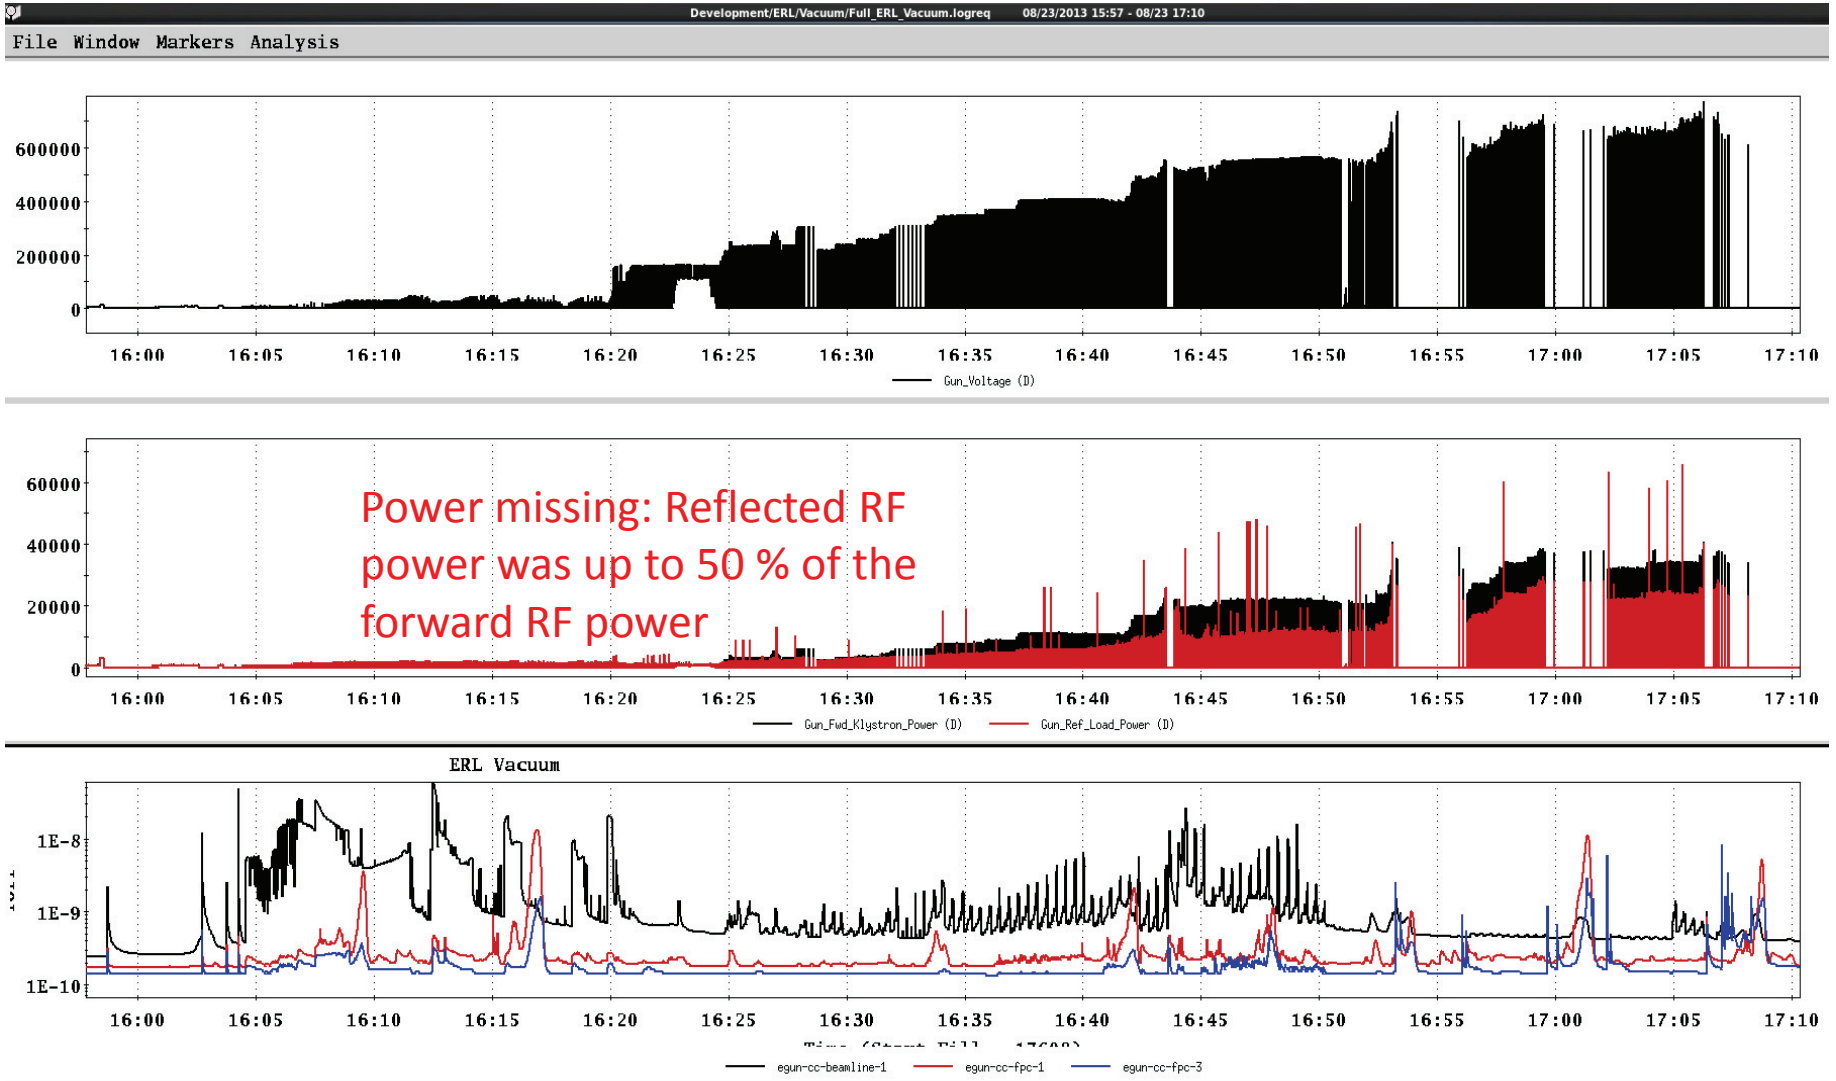 Development/ERL/Vacuum/Full_ERL_Vacuum.logreq 08/23/2013 15:57 - 08/23 17:10
File Window Markers Analysis
600000
400000
200000
0
16:00 16:05 16:10 16:15 16:20 16:25 16:30 16:35 16:40 16:45 16:50 16:55 17:00 17:05 17:10
Gun_Voltage (D)
60000
40000
20000
0
Power missing: Reflected RF
power was up to 50 % of the
forward RF power
16:00 16:05 16:10 16:15 16:20 16:25 16:30 16:35 16:40 16:45 16:50 16:55 17:00 17:05 17:10
Gun_Fwd_Klystron_Power (D) Gun_Ref_Load_Power (D)
ERL Vacuum
1E-8
1E-9
1E-10
16:00 16:05 16:10 16:15 16:20 16:25 16:30 16:35 16:40 16:45 16:50 16:55 17:00 17:05 17:10
egun-cc-beamline-1 egun-cc-fpc-1 egun-cc-fpc-3